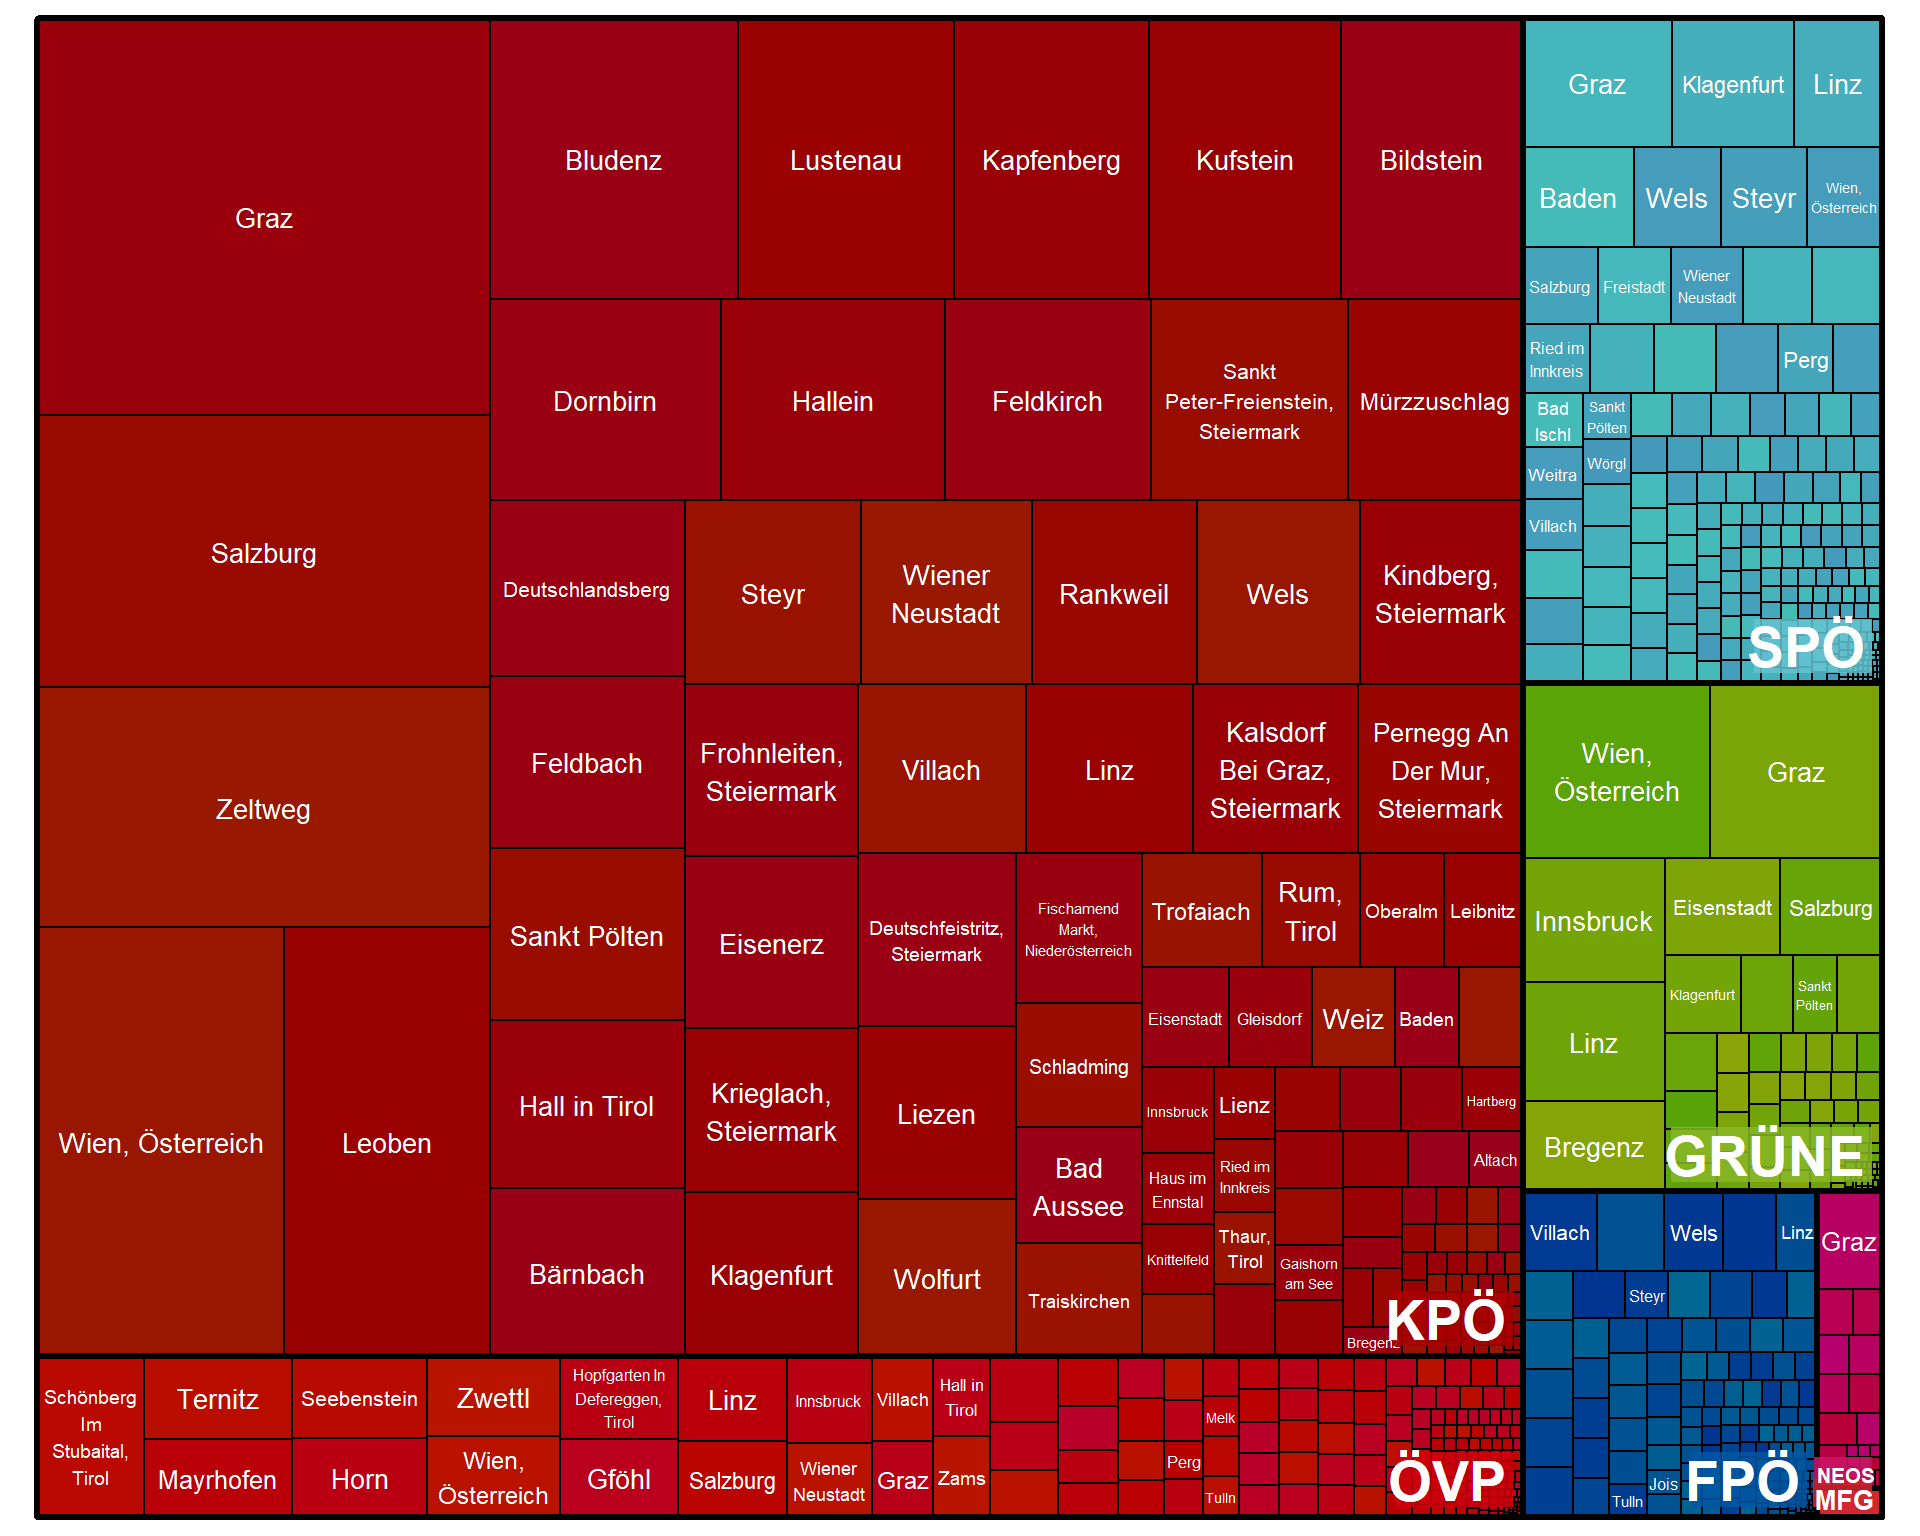 Graz
Salzburg
Zeltweg
Wien, Österreich
Leoben
Bludenz
Lustenau
Kapfenberg
Kufstein
Bildstein
Dornbirn
Hallein
Feldkirch
Sankt
Peter-Freienstein,
Steiermark
Mürzzuschlag
Deutschlandsberg
Steyr
Wiener
Neustadt
Rankweil
Wels
Kindberg,
Steiermark
Feldbach
Frohnleiten,
Steiermark
Villach
Linz
Kalsdorf
Bei Graz,
Steiermark
Pernegg An
Der Mur,
Steiermark
Sankt Pölten
Eisenerz
Deutschfeistritz,
Steiermark
Fischamend
Markt,
Niederösterreich
Trofaiach
Rum,
Tirol
Oberalm
Leibnitz
Eisenstadt
Gleisdorf
Weiz
Baden
Schladming
Hall in Tirol
Krieglach,
Steiermark
Liezen
Innsbruck
Lienz
Hartberg
Bad
Aussee
Haus im
Ennstal
Ried im
Innkreis
Altach
Bärnbach
Klagenfurt
Wolfurt
Traiskirchen
Knittelfeld
Thaur,
Tirol
Gaishorn
am See
Bregenz
KPÖ
Schönberg
Im
Stubaital,
Tirol
Ternitz
Mayrhofen
Seebenstein
Horn
Zwettl
Wien,
Österreich
Hopfgarten In
Defereggen,
Tirol
Gföhl
Linz
Salzburg
Innsbruck
Wiener
Neustadt
Villach
Graz
Hall in
Tirol
Zams
Perg
Melk
Tulln
ÖVP
Graz
Klagenfurt
Linz
Baden
Wels
Steyr
Wien,
Österreich
Salzburg
Freistadt
Wiener
Neustadt
Ried im
Innkreis
Perg
Bad
Ischl
Sankt
Pölten
Weitra
Wörgl
Villach
SPÖ
Wien,
Österreich
Graz
Innsbruck
Eisenstadt
Salzburg
Klagenfurt
Sankt
Pölten
Linz
Bregenz
GRÜNE
Villach
Wels
Linz
Steyr
Jois
Tulln
FPÖ
Graz
NEOS
MFG